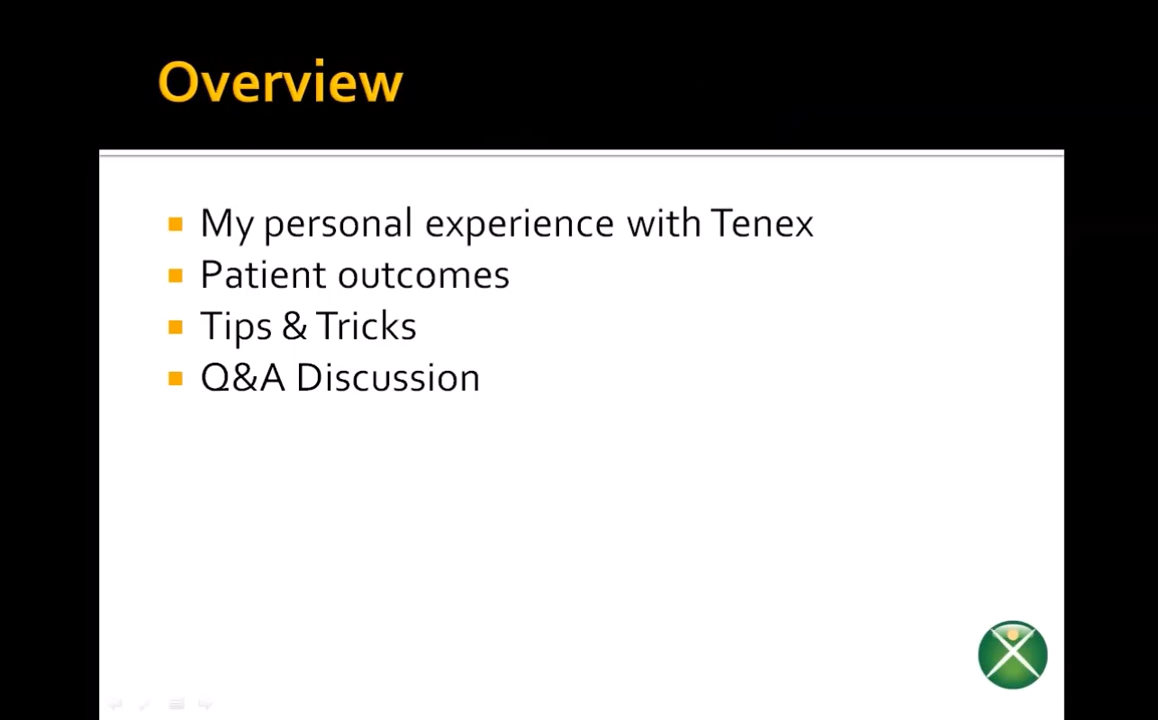 Overview
My personal experience with Tenex
Patient outcomes
Tips & Tricks
Q&A Discussion